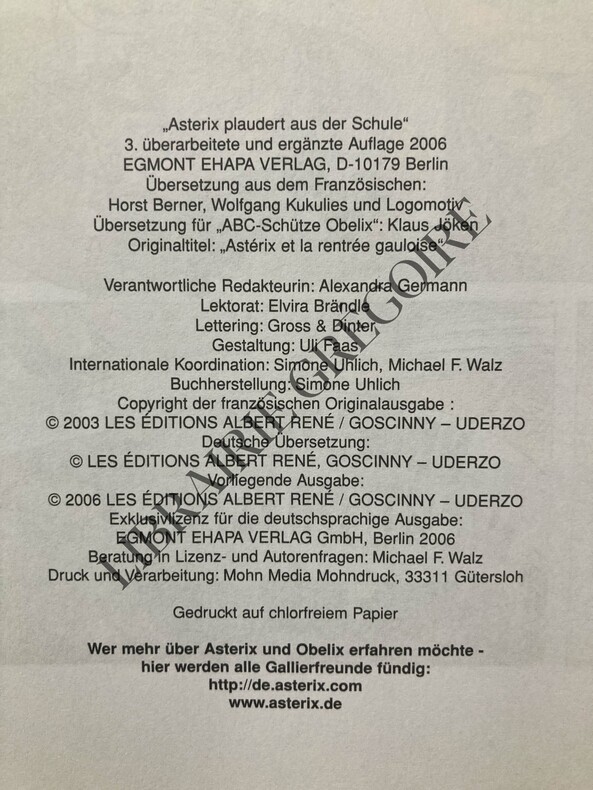 „Asterix plaudert aus der Schule“
3. überarbeitete und ergänzte Auflage 2006
EGMONT EHAPA VERLAG, D-10179 Berlin
Übersetzung aus dem Französischen:
Horst Berner, Wolfgang Kukulies und Logomotiv
Übersetzung für „ABC-Schütze Obelix“: Klaus Jöken
Originaltitel: „Astérix et la rentrée gauloise“
Verantwortliche Redakteurin: Alexandra Germann
Lektorat: Elvira Brändle
Lettering: Gross & Dinter
Gestaltung: Uli Faas
Internationale Koordination: Simone Uhlich, Michael F. Walz
Buchherstellung: Simone Uhlich
Copyright der französischen Originalausgabe :
© 2003 LES ÉDITIONS ALBERT RENÉ / GOSCINNY – UDERZO
Deutsche Übersetzung:
© LES ÉDITIONS ALBERT RENÉ, GOSCINNY – UDERZO
Vorliegende Ausgabe:
© 2006 LES ÉDITIONS ALBERT RENÉ / GOSCINNY – UDERZO
Exklusivlizenz für die deutschsprachige Ausgabe:
EGMONT EHAPA VERLAG GmbH, Berlin 2006
Beratung in Lizenz- und Autorenfragen: Michael F. Walz
Druck und Verarbeitung: Mohn Media Mohndruck, 33311 Gütersloh
Gedruckt auf chlorfreiem Papier
Wer mehr über Asterix und Obelix erfahren möchte -
hier werden alle Gallierfreunde fündig:
http://de.asterix.com
www.asterix.de
LIBRAIRIE GREGOIRE